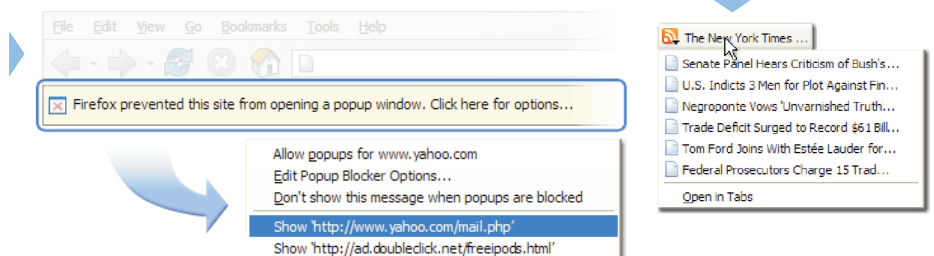 File Edit View Go Bookmarks Tools Help
Firefox prevented this site from opening a popup window. Click here for options...
Allow popups for www.yahoo.com
Edit Popup Blocker Options...
Don't show this message when popups are blocked
Show 'http://www.yahoo.com/mail.php'
Show 'http://ad.doubleclick.net/freeipods.html'
The New York Times ...
Senate Panel Hears Criticism of Bush's...
U.S. Indicts 3 Men for Plot Against Fin...
Negroponte Vows 'Unvarnished Truth...
Trade Deficit Surged to Record $61 Bill...
Tom Ford Joins With Estée Lauder for...
Federal Prosecutors Charge 15 Trad...
Open in Tabs